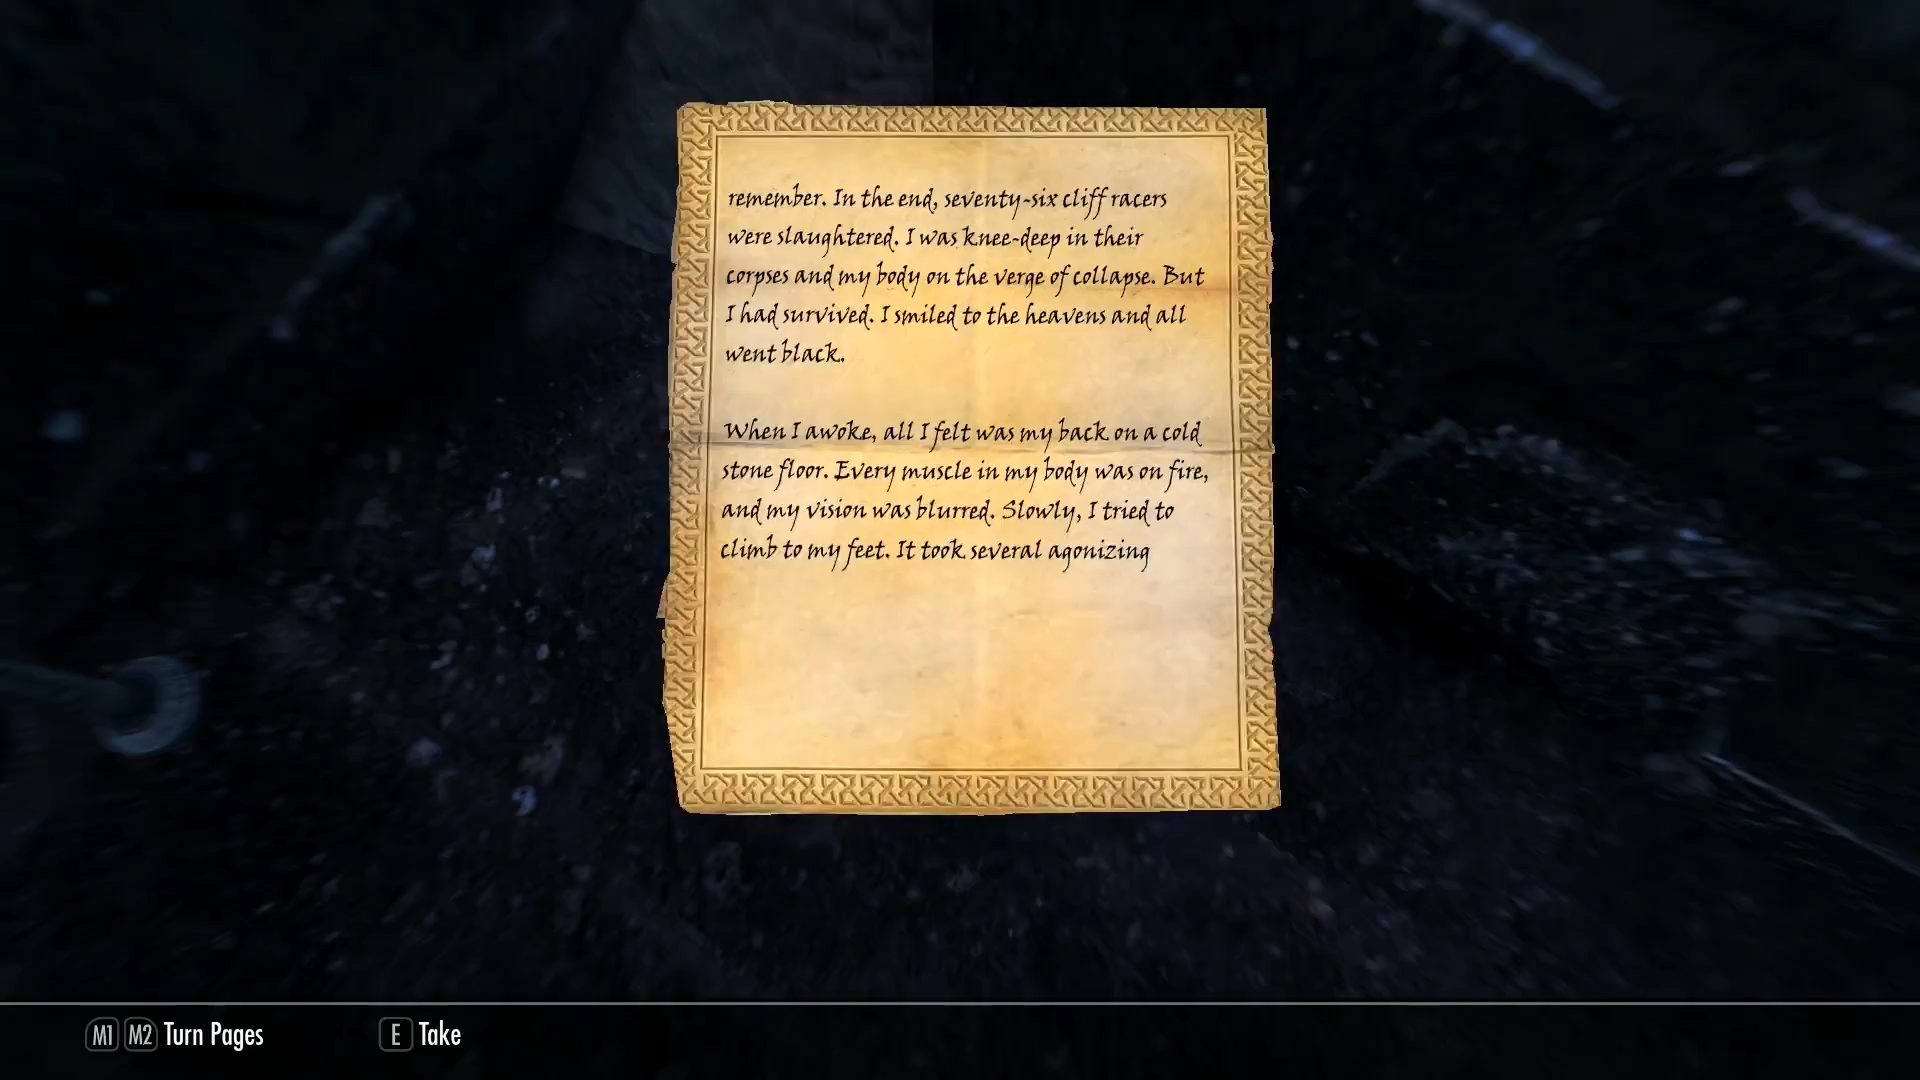 remember. In the end, seventy-six cliff racers
were slaughtered. I was knee-deep in their
corpses and my body on the verge of collapse. But
I had survived. I smiled to the heavens and all
went black.
When I awoke, all I felt was my back on a cold
stone floor. Every muscle in my body was on fire,
and my vision was blurred. Slowly, I tried to
climb to my feet. It took several agonizing
M1 M2 Turn Pages E Take